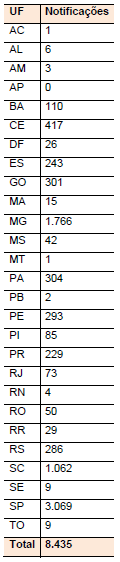 UF Notificações
AC 1
AL 6
AM 3
AP 0
BA 110
CE 417
DF 26
ES 243
GO 301
MA 15
MG 1.766
MS 42
MT 1
PA 304
PB 2
PE 293
PI 85
PR 229
RJ 73
RN 4
RO 50
RR 29
RS 286
SC 1.062
SE 9
SP 3.069
TO 9
Total 8.435